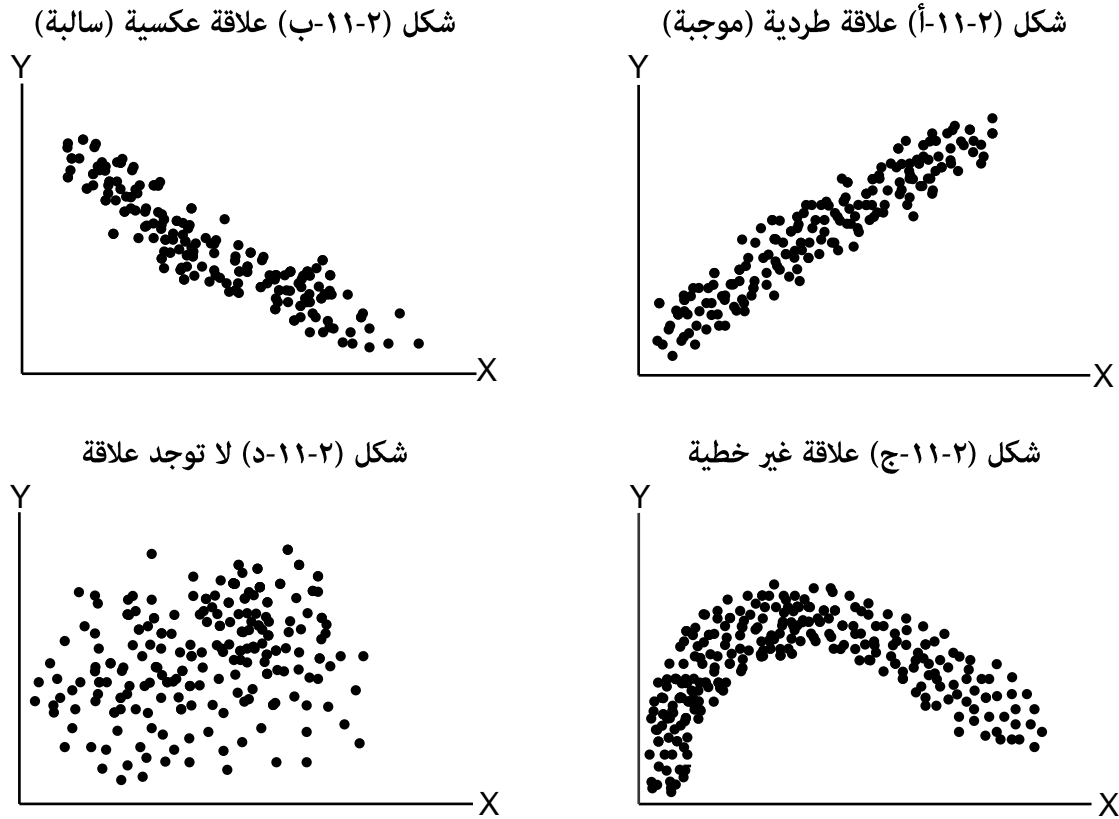 شكل (٢-١١-أ) علاقة طردية (موجبة)
شكل (٢-١١-ب) علاقة عكسية (سالبة)
Y
Y
X
X
شكل (٢-١١-ج) علاقة غير خطية
شكل (٢-١١-د) لا توجد علاقة
Y
Y
X
X